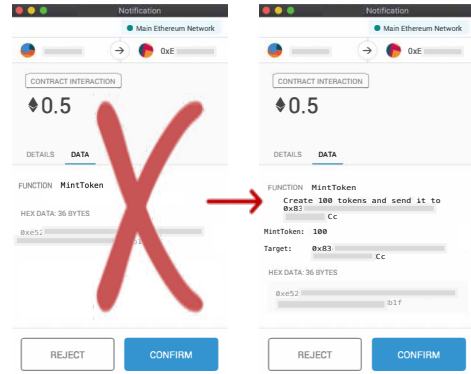 Notification
Main Ethereum Network
CONTRACT INTERACTION
0.5
DETAILS DATA
FUNCTION MintToken
HEX DATA: 36 BYTES
0xe52
REJECT CONFIRM
Notification
Main Ethereum Network
0xE
CONTRACT INTERACTION
0.5
DETAILS DATA
FUNCTION MintToken
Create 100 tokens and send it to
0x83
Cc
MintToken: 100
Target: 0x83
Cc
HEX DATA: 36 BYTES
0xe52
b1f
REJECT CONFIRM